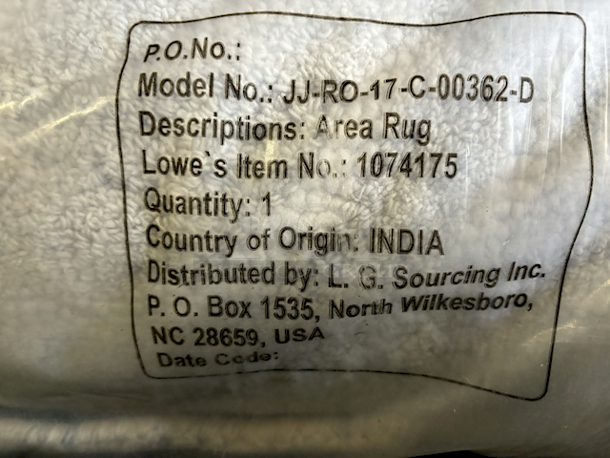 P.O.No.:
Model No.: JJ-RO-17-C-00362-D
Descriptions: Area Rug
Lowe`s Item No.: 1074175
Quantity: 1
Country of Origin: INDIA
Distributed by: L. G. Sourcing Inc.
P. O. Box 1535, North Wilkesboro,
NC 28659, USA
Date Code: